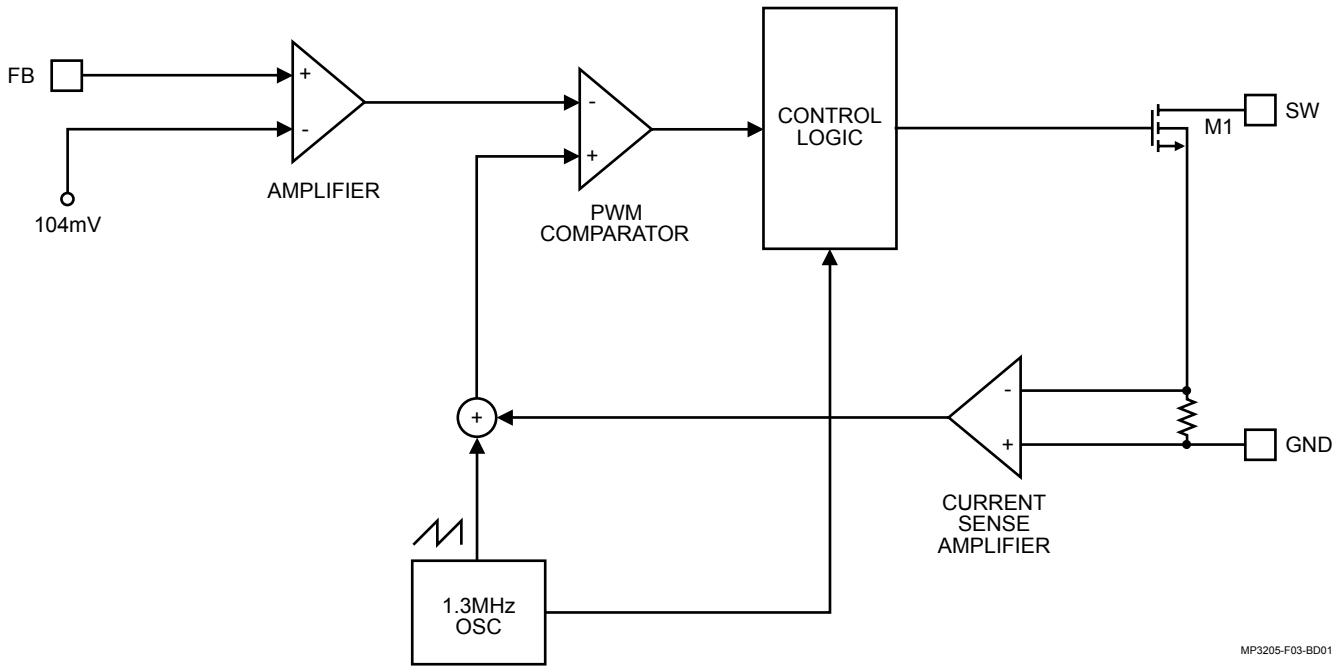 FB
+
-
AMPLIFIER
104mV
-
+
PWM
COMPARATOR
CONTROL
LOGIC
M1
SW
+
-
+
GND
CURRENT
SENSE
AMPLIFIER
1.3MHz
OSC
MP3205-F03-BD01